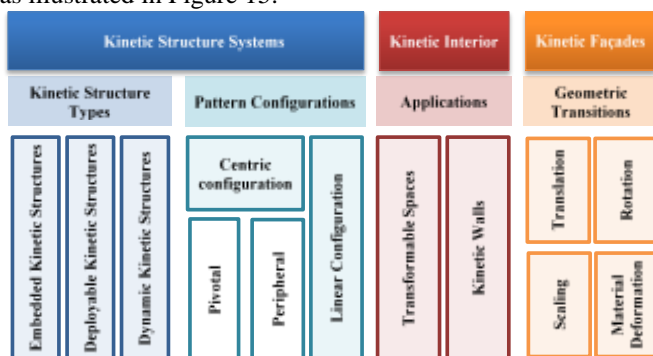 as illustrated in Figure 15.
Kinetic Structure Systems
Kinetic Interior
Kinetic Façades
Kinetic Structure
Types
Pattern Configurations
Applications
Geometric
Transitions
Embedded Kinetic Structures
Deployable Kinetic Structures
Dynamic Kinetic Structures
Centric
configuration
Pivotal
Peripheral
Linear Configuration
Transformable Spaces
Kinetic Walls
Translation
Rotation
Scaling
Material
Deformation